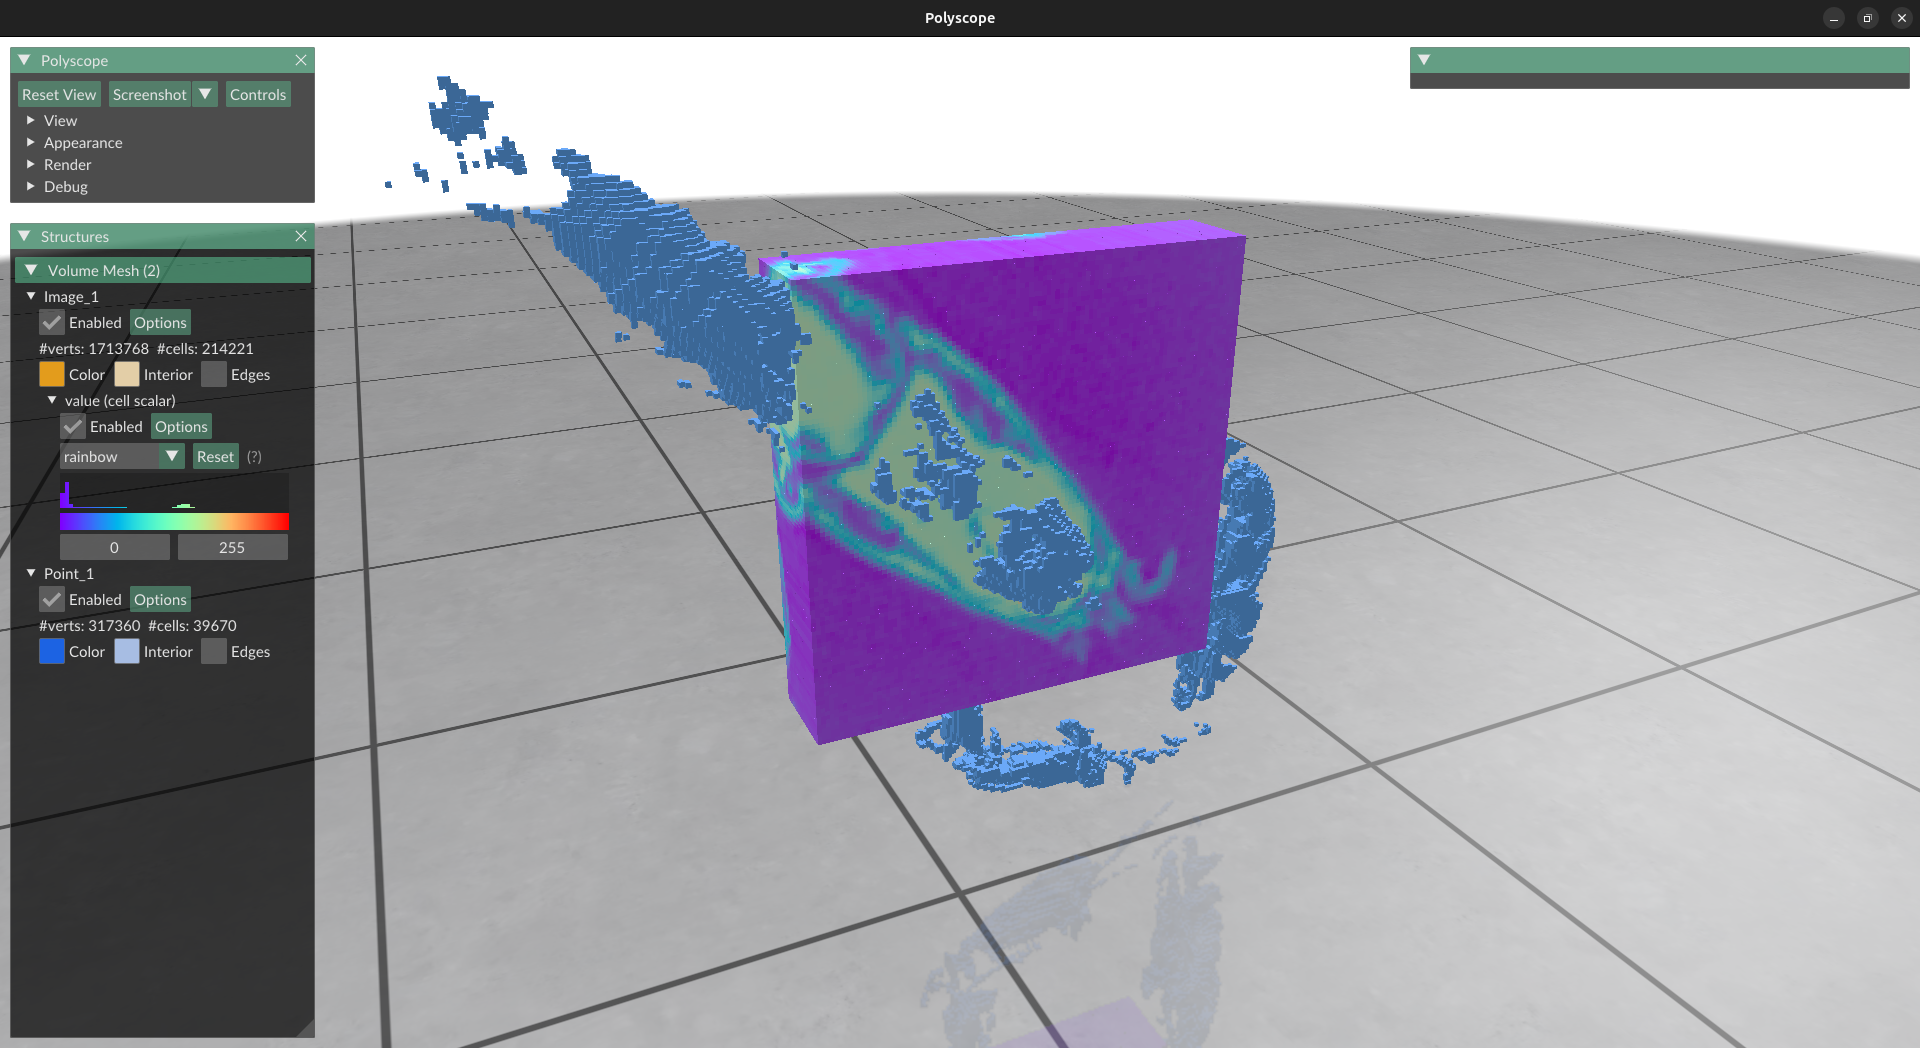 Polyscope
Polyscope
Reset View Screenshot Controls
View
Appearance
Render
Debug
Structures
Volume Mesh (2)
Image_1
Enabled Options
#verts: 1713768 #cells: 214221
Color Interior Edges
value (cell scalar)
Enabled Options
rainbow Reset (?)
0 255
Point_1
Enabled Options
#verts: 317360 #cells: 39670
Color Interior Edges